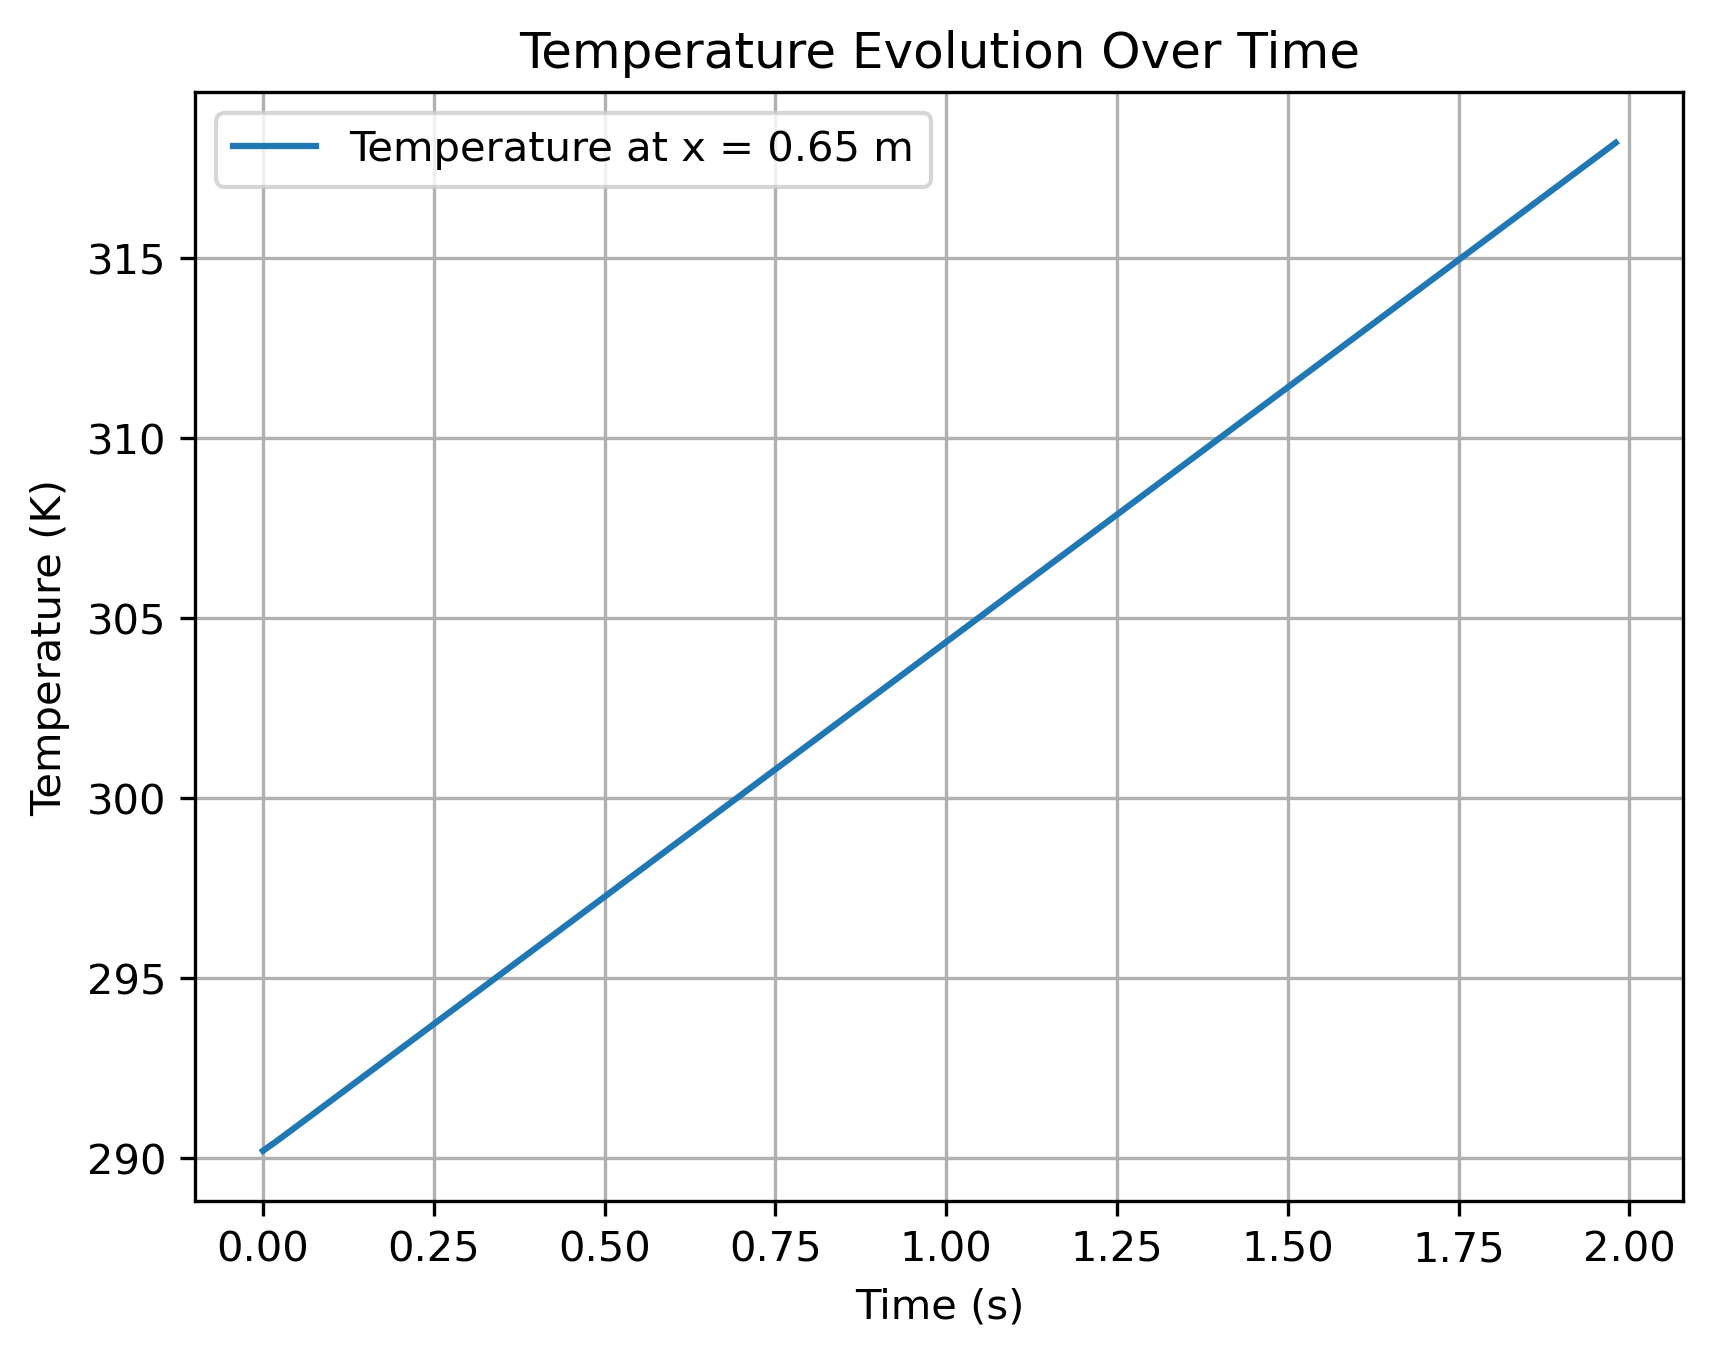 Temperature Evolution Over Time
Temperature at x = 0.65 m
Temperature (K)
315
310
305
300
295
290
0.00 0.25 0.50 0.75 1.00 1.25 1.50 1.75 2.00
Time (s)